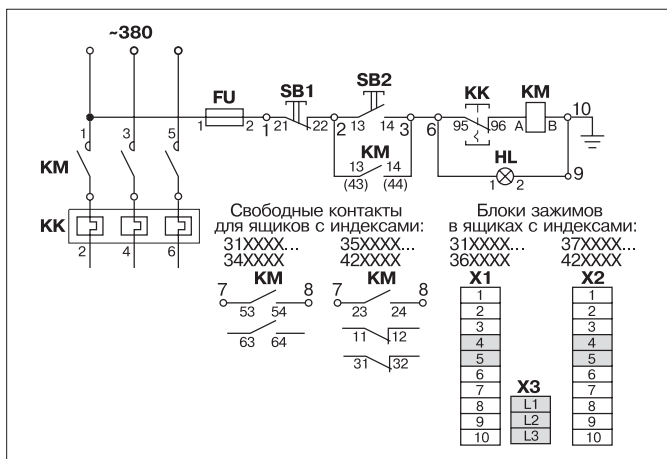 ~380
FU
SB1
SB2
KK
KM
1 2
1
21 22
2
13 14
3
6
95 96
A B
10
1 3 5
KM
KM
13 14
(43) (44)
HL
1 2
9
KK
2 4 6
Свободные контакты
для ящиков с индексами:
31XXXX... 35XXXX...
34XXXX 42XXXX
KM KM
7 8 7 8
53 54 23 24
63 64 11 12
31 32
Блоки зажимов
в ящиках с индексами:
31XXXX... 37XXXX...
36XXXX 42XXXX
X1
1
2
3
4
5
6
7
8
9
10
X3
L1
L2
L3
X2
1
2
3
4
5
6
7
8
9
10